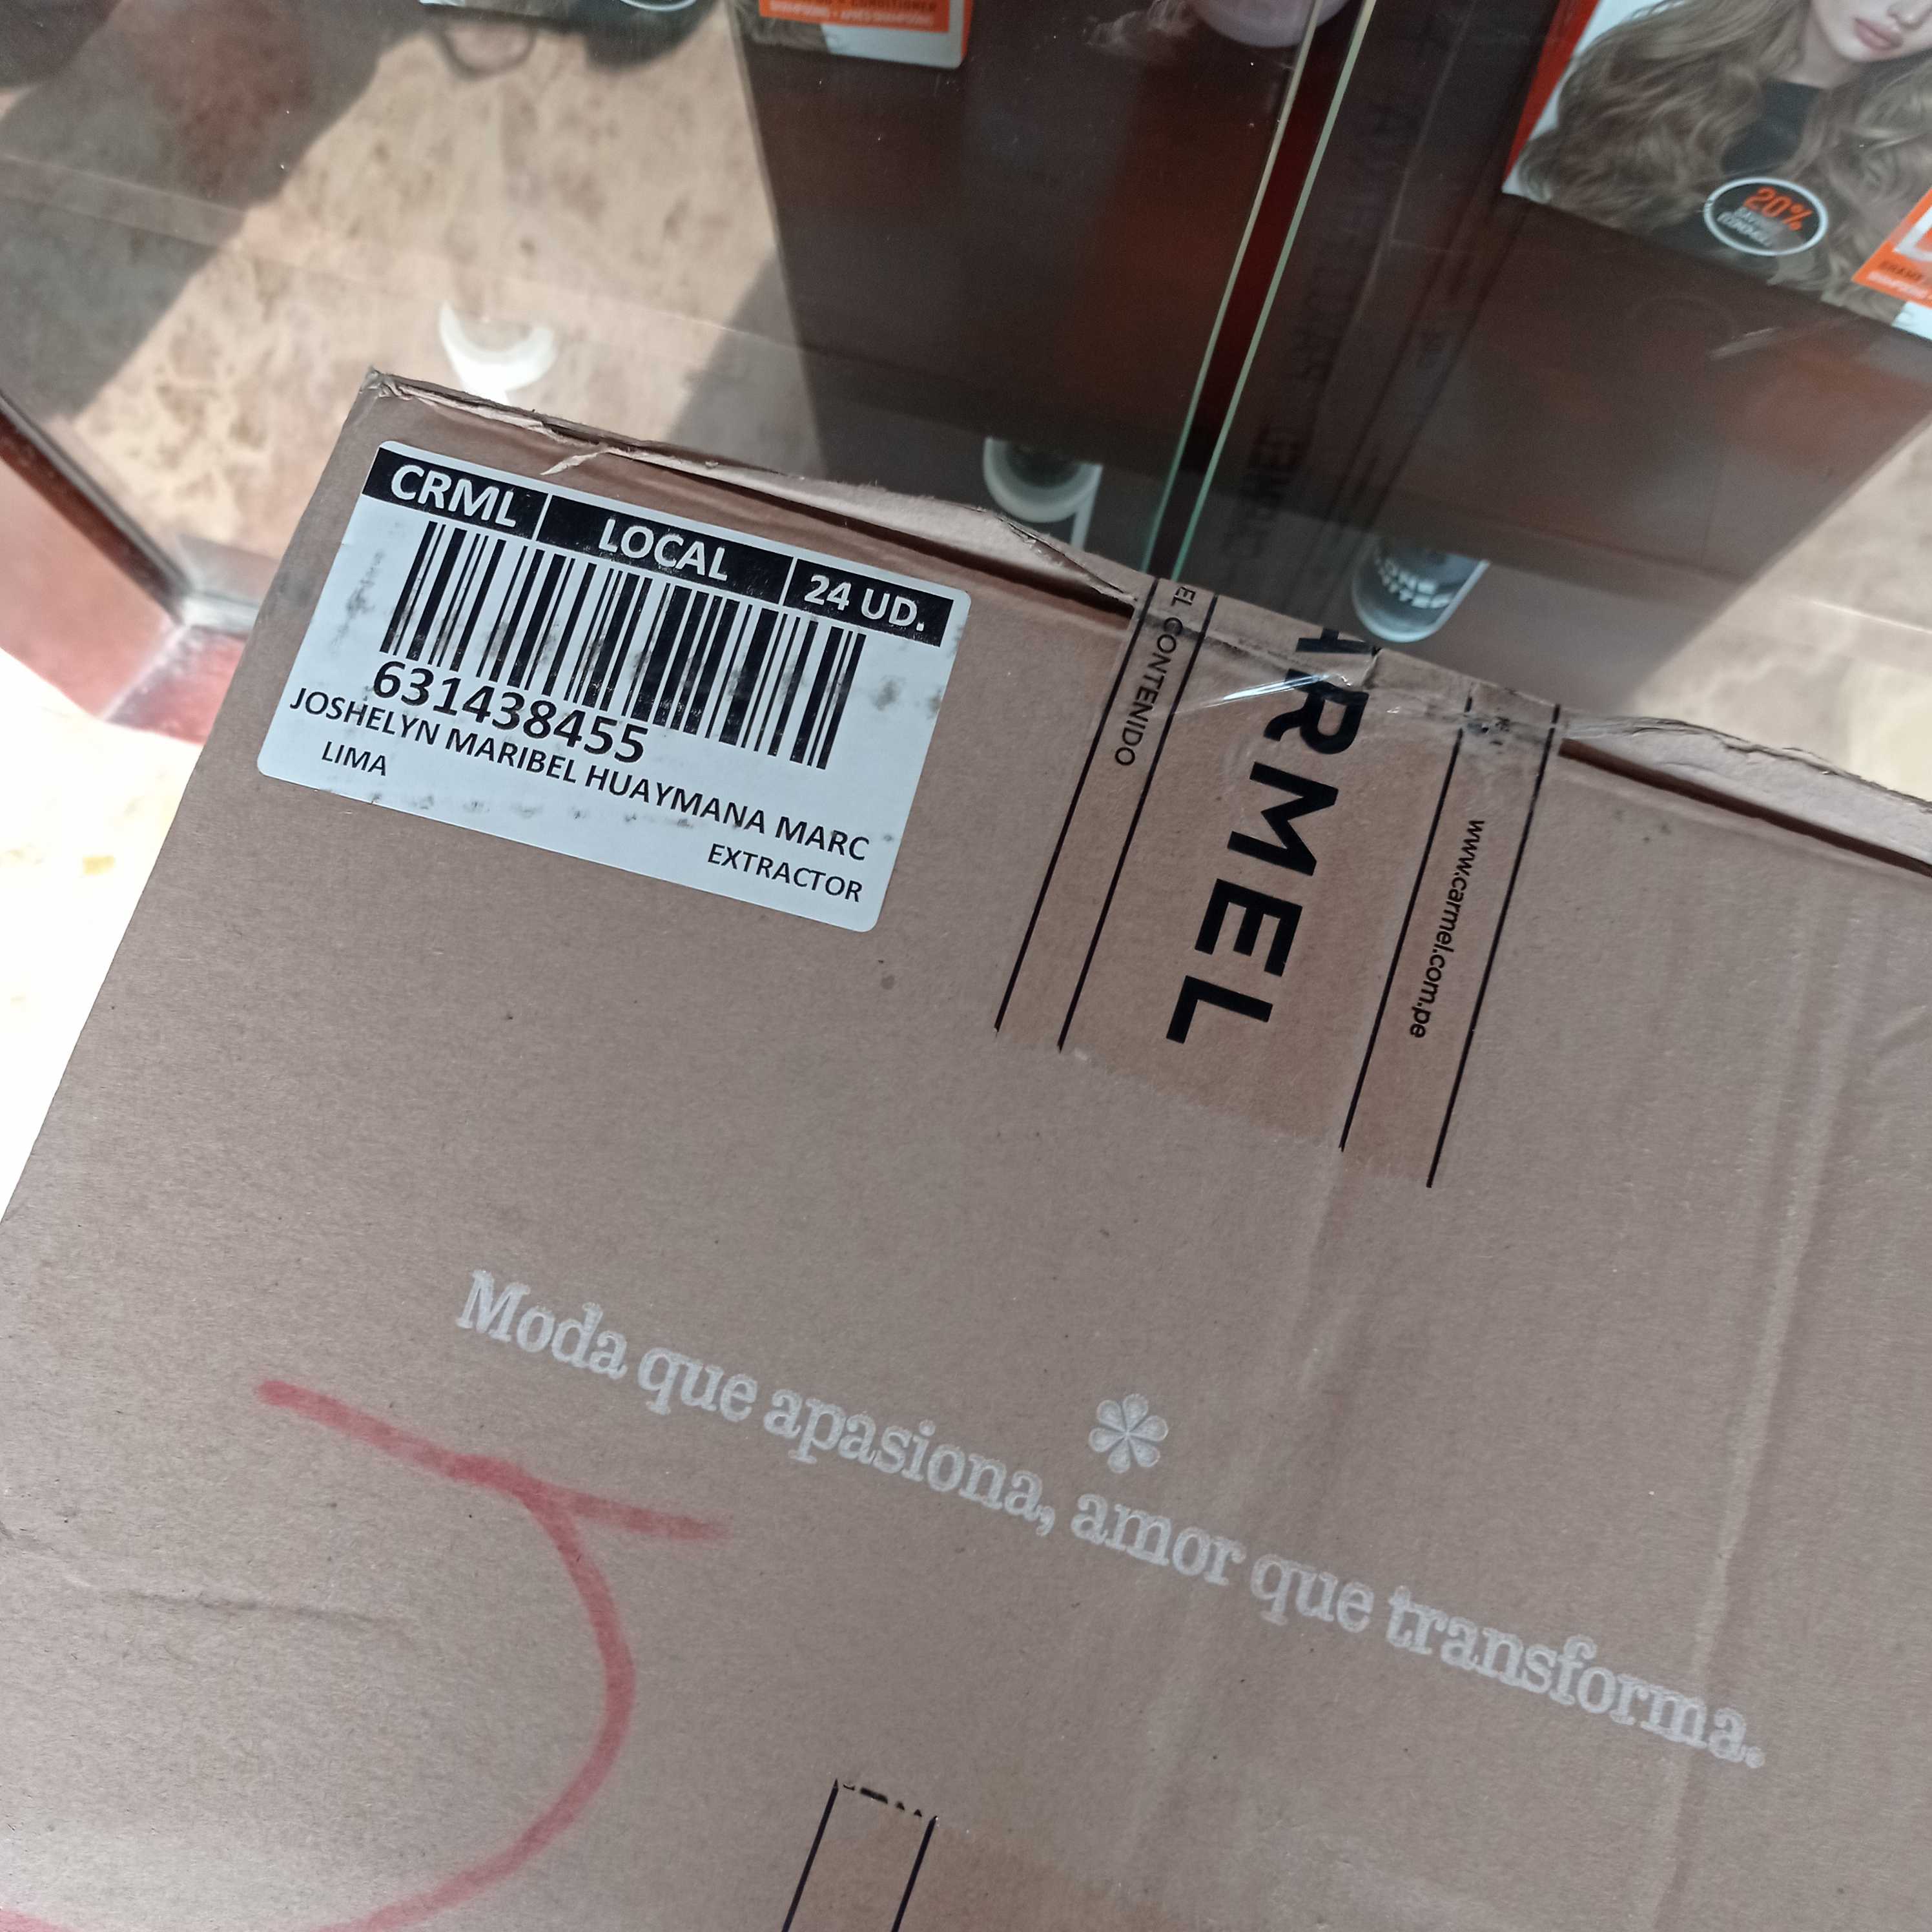 20%
CRML LOCAL 24 UD.
631438455
JOSHELYN MARIBEL HUAYMANA MARC
LIMA
EXTRACTOR
EL CONTENIDO
RMEL
www.carmel.com.pe
Moda que apasiona, amor que transforma.